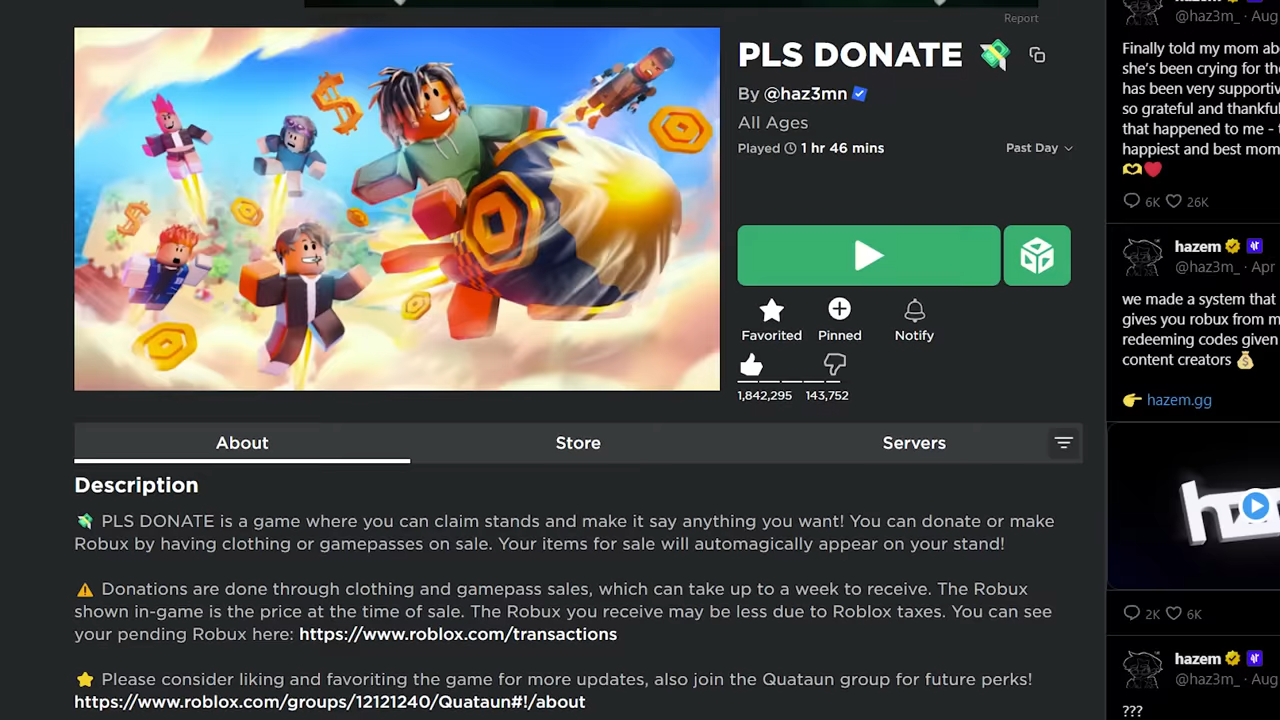 Report
PLS DONATE 💸
By @haz3mn
All Ages
Played 1 hr 46 mins
Past Day
Favorited
Pinned
Notify
1,842,295
143,752
About
Store
Servers
Description
💸 PLS DONATE is a game where you can claim stands and make it say anything you want! You can donate or make
Robux by having clothing or gamepasses on sale. Your items for sale will automagically appear on your stand!
⚠️ Donations are done through clothing and gamepass sales, which can take up to a week to receive. The Robux
shown in-game is the price at the time of sale. The Robux you receive may be less due to Roblox taxes. You can see
your pending Robux here: https://www.roblox.com/transactions
⭐ Please consider liking and favoriting the game for more updates, also join the Quataun group for future perks!
https://www.roblox.com/groups/12121240/Quataun#!/about
@haz3m_ · Aug
Finally told my mom
she's been crying for
has been very
so grateful and thankful
that happened to me -
happiest and best
🫶❤️
6K 26K
hazem
@haz3m_ · Apr
we made a system that
gives you robux from
redeeming codes given
content creators 💰
👉 hazem.gg
2K 6K
hazem
@haz3m_ · Aug
???